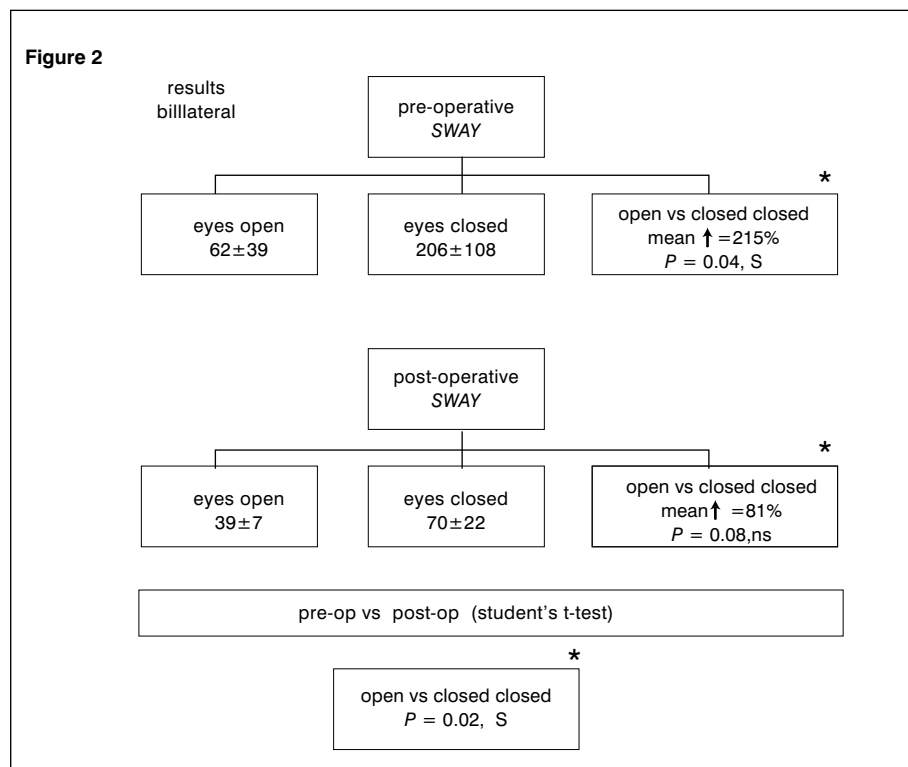 Figure 2
results
billlateral
pre-operative
SWAY
*
eyes open
62±39
eyes closed
206±108
open vs closed closed
mean ↑ =215%
P = 0.04, S
post-operative
SWAY
*
eyes open
39±7
eyes closed
70±22
open vs closed closed
mean ↑ =81%
P = 0.08,ns
pre-op vs post-op (student's t-test)
*
open vs closed closed
P = 0.02, S